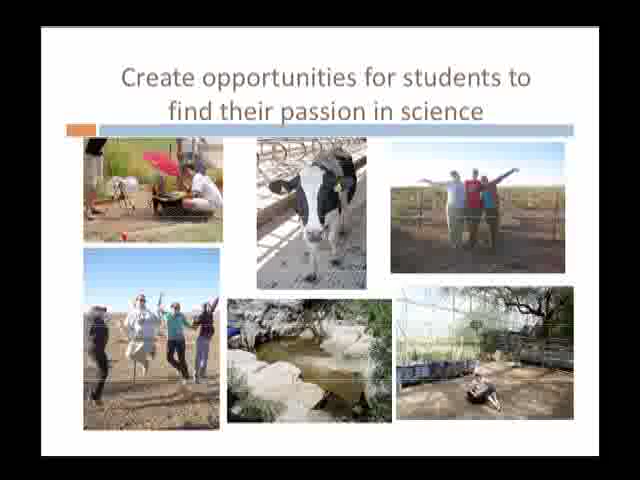 Create opportunities for students to
find their passion in science